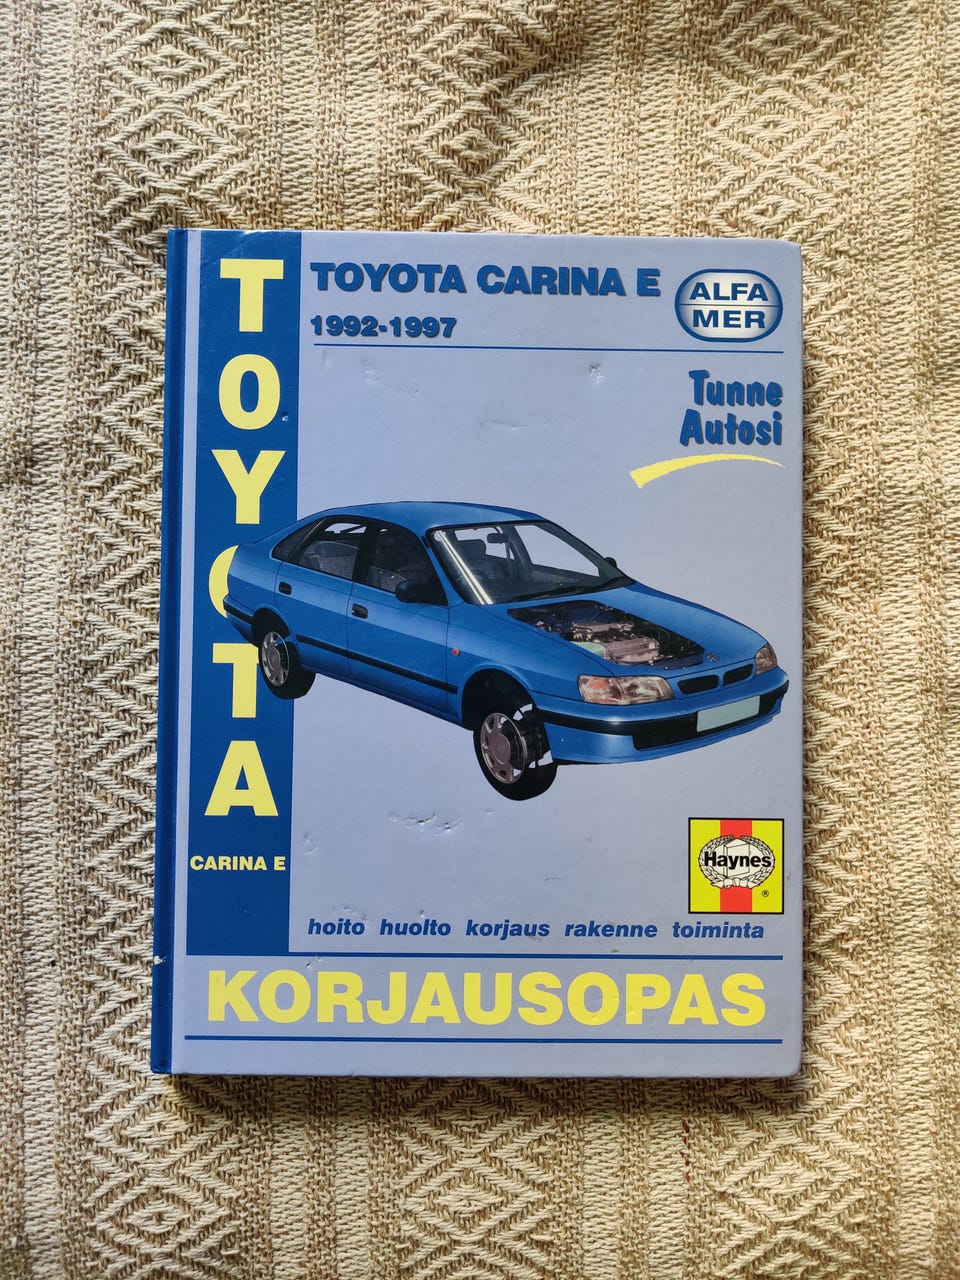 TOYOTA
CARINA E
TOYOTA CARINA E
1992-1997
ALFA
MER
Tunne
Autosi
Haynes
®
hoito huolto korjaus rakenne toiminta
KORJAUSOPAS